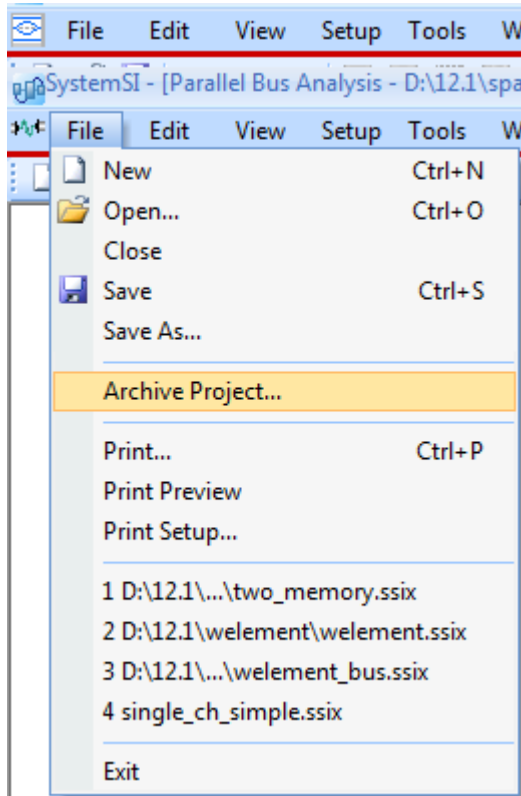 File Edit View Setup Tools W
SystemSI - [Parallel Bus Analysis - D:\12.1\spa
File Edit View Setup Tools W
New Ctrl+N
Open... Ctrl+O
Close
Save Ctrl+S
Save As...
Archive Project...
Print... Ctrl+P
Print Preview
Print Setup...
1 D:\12.1\...\two_memory.ssix
2 D:\12.1\welement\welement.ssix
3 D:\12.1\...\welement_bus.ssix
4 single_ch_simple.ssix
Exit